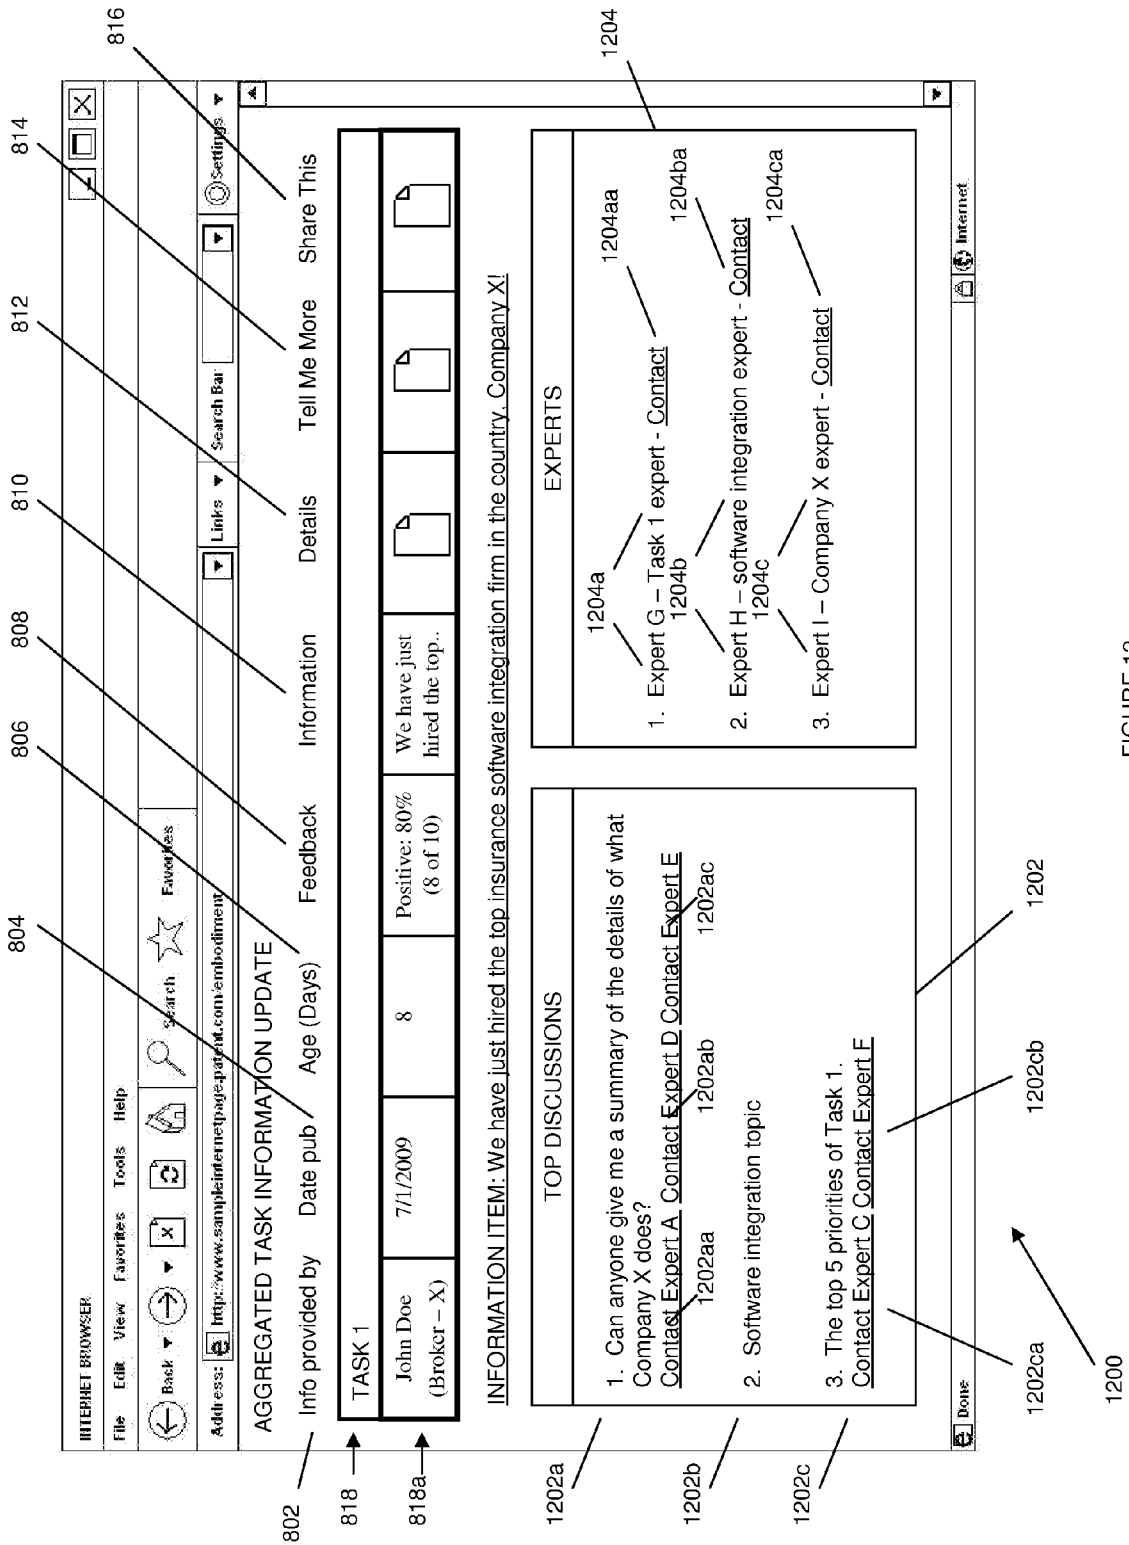 804
806
808
810
812
814
816
INTERNET BROWSER
File Edit View Favorites Tools Help
Back Search Favorites
Address: http://www.sampleinternetpage.patent.com/embodiment Links Search Bar Settings
AGGREGATED TASK INFORMATION UPDATE
802
Info provided by Date pub Age (Days) Feedback Information Details Tell Me More Share This
818
TASK 1
818a
John Doe 7/1/2009 8 Positive: 80% We have just
(Broker – X) (8 of 10) hired the top..
INFORMATION ITEM: We have just hired the top insurance software integration firm in the country, Company X!
TOP DISCUSSIONS
1202a
1. Can anyone give me a summary of the details of what
Company X does?
Contact Expert A Contact Expert D Contact Expert E
1202aa 1202ab 1202ac
1202b
2. Software integration topic
1202c
3. The top 5 priorities of Task 1.
Contact Expert C Contact Expert F
1202ca 1202cb
1202
EXPERTS
1204
1204a 1204aa
1. Expert G – Task 1 expert - Contact
1204b 1204ba
2. Expert H – software integration expert - Contact
1204c 1204ca
3. Expert I – Company X expert - Contact
Done Internet
1200